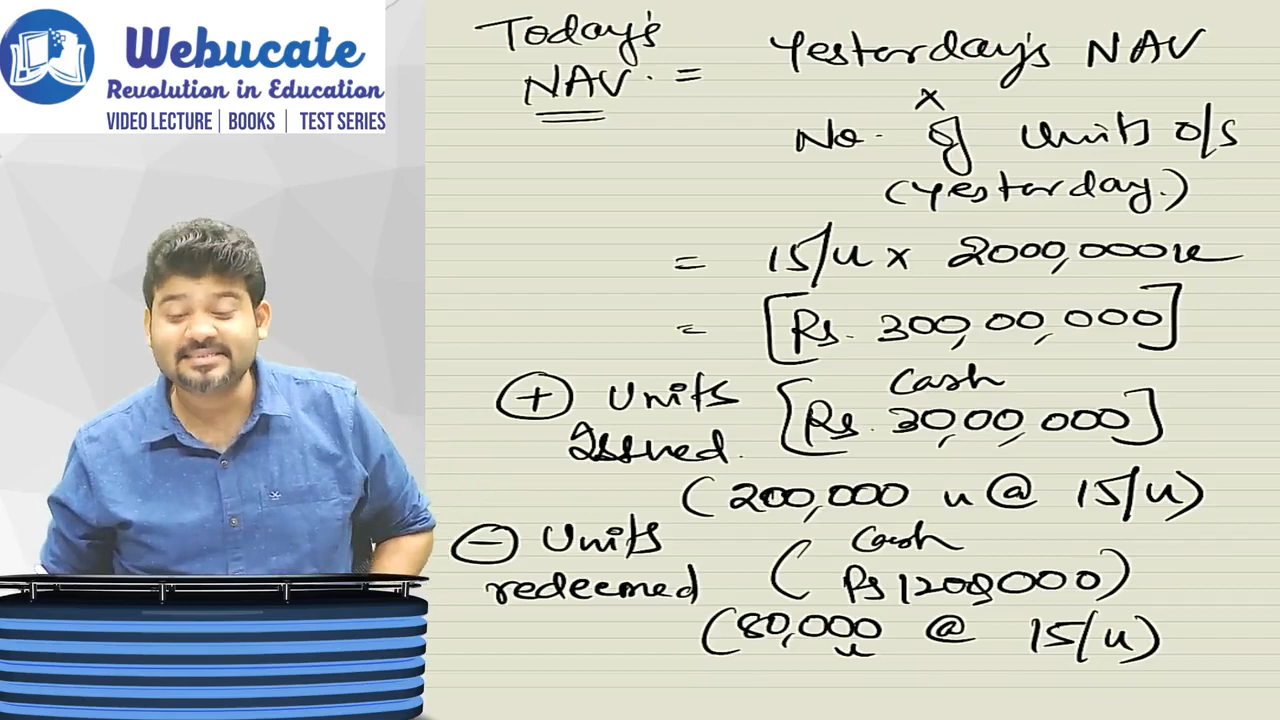 Webucate
Revolution in Education
VIDEO LECTURE | BOOKS | TEST SERIES
Today's
NAV. = Yesterday's NAV
x
No. of units o/s
(yesterday.)
= 15/u x 2000,000u
= [Rs. 300,00,000]
+ Units Issued. Cash [Rs. 30,00,000]
(200,000 u @ 15/u)
- Units redeemed Cash (Rs 1200000)
(80,000 u @ 15/u)